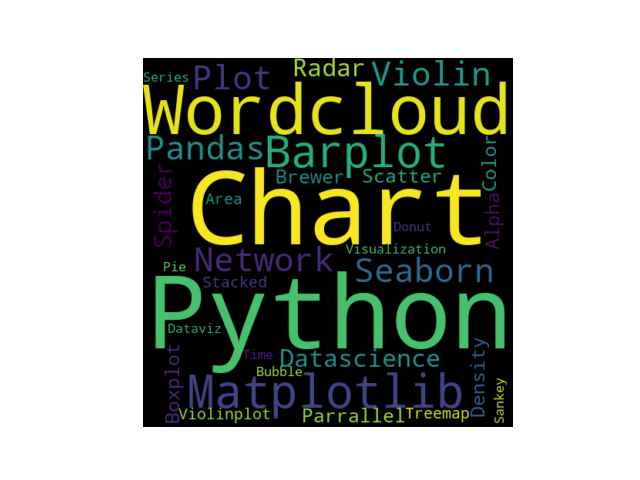 Radar
Series
Plot
Violin
Wordcloud
Pandas
Barplot
Color
Brewer
Scatter
Spider
Chart
Area
Alpha
Donut
Visualization
Network
Pie
Seaborn
Stacked
Python
Dataviz
Time
Datascience
Boxplot
Bubble
Density
Matplotlib
Sankey
Violinplot
Parrallel
Treemap